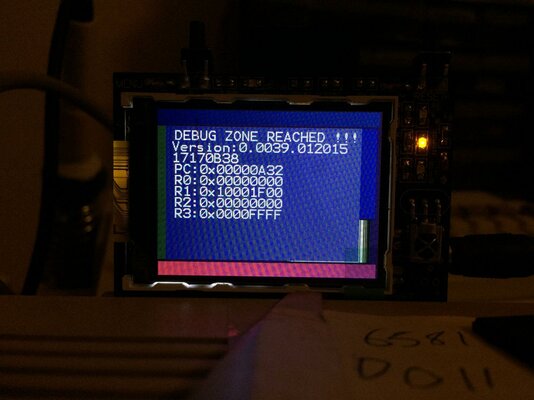 DEBUG ZONE REACHED !!!
Version:0.0039.012015
17170B38
PC:0x00000A32
R0:0x00000000
R1:0x10001F00
R2:0x00000000
R3:0x0000FFFF
6581
0011